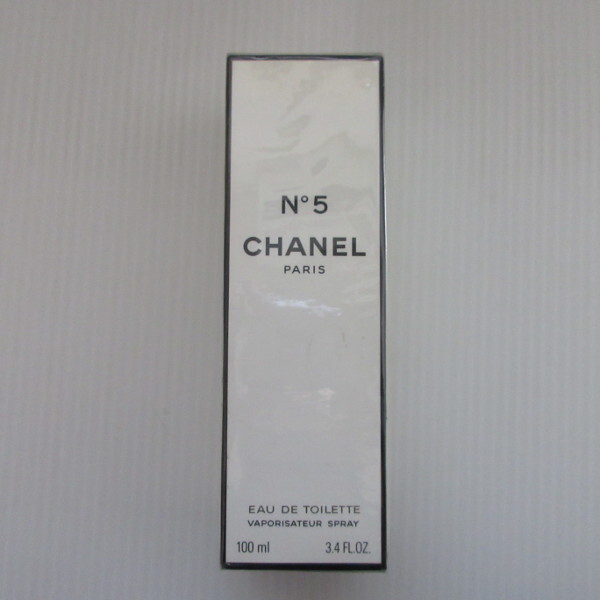 N°5
CHANEL
PARIS
EAU DE TOILETTE
VAPORISATEUR SPRAY
100 ml 3.4 FL.OZ.